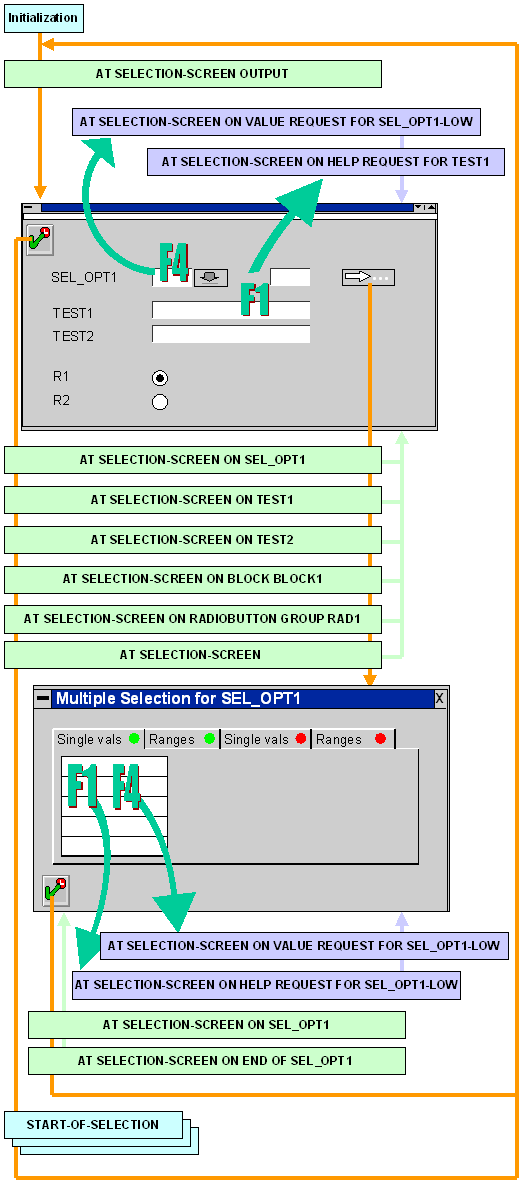 Initialization
AT SELECTION-SCREEN OUTPUT
AT SELECTION-SCREEN ON VALUE REQUEST FOR SEL_OPT1-LOW
AT SELECTION-SCREEN ON HELP REQUEST FOR TEST1
SEL_OPT1 F4 F1 ...
TEST1
TEST2
R1
R2
AT SELECTION-SCREEN ON SEL_OPT1
AT SELECTION-SCREEN ON TEST1
AT SELECTION-SCREEN ON TEST2
AT SELECTION-SCREEN ON BLOCK BLOCK1
AT SELECTION-SCREEN ON RADIOBUTTON GROUP RAD1
AT SELECTION-SCREEN
Multiple Selection for SEL_OPT1 X
Single vals Ranges Single vals Ranges
F1 F4
AT SELECTION-SCREEN ON VALUE REQUEST FOR SEL_OPT1-LOW
AT SELECTION-SCREEN ON HELP REQUEST FOR SEL_OPT1-LOW
AT SELECTION-SCREEN ON SEL_OPT1
AT SELECTION-SCREEN ON END OF SEL_OPT1
START-OF-SELECTION